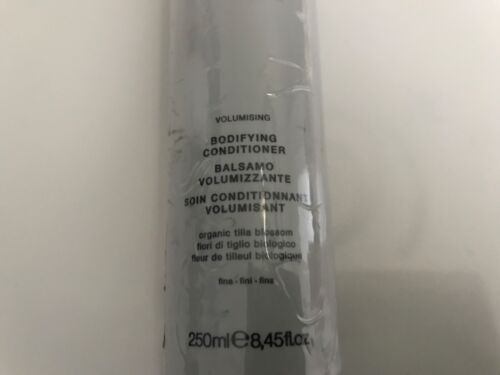 VOLUMISING
BODIFYING
CONDITIONER
BALSAMO
VOLUMIZZANTE
SOIN CONDITIONNANT
VOLUMISANT
organic tilia blossom
fiori di tiglio biologico
fleur de tilleul biologique
fine - fini - fins
250ml℮8,45fl.oz.